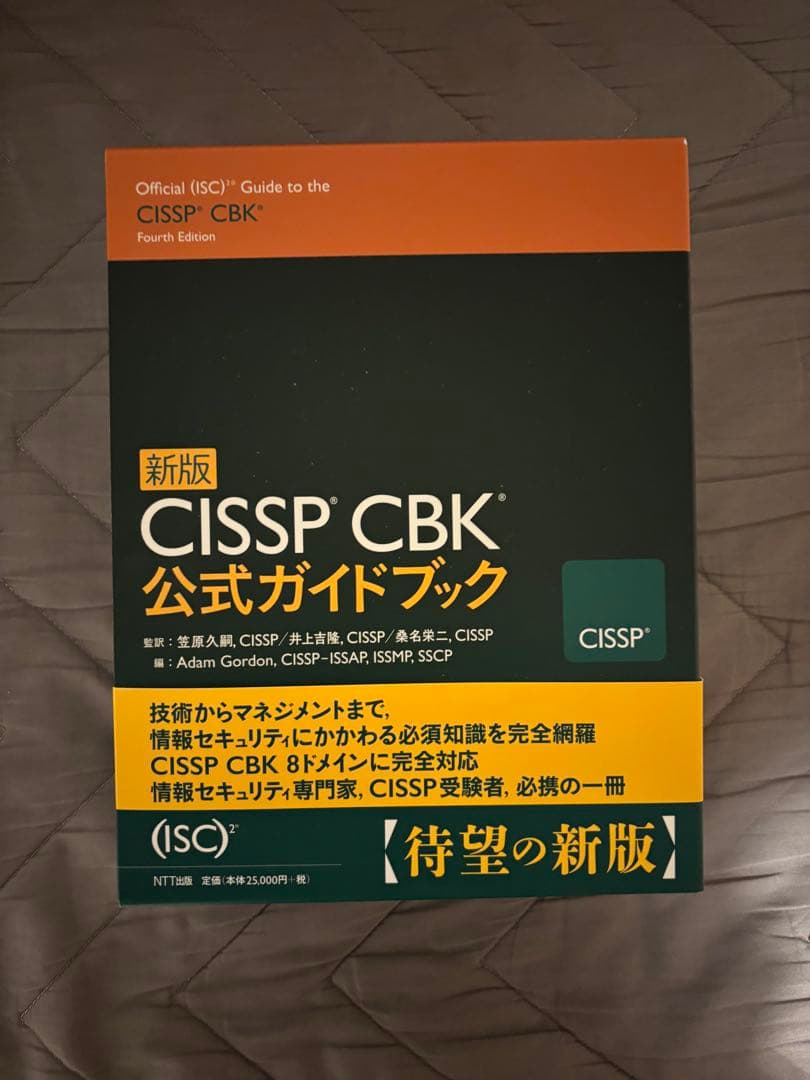 Official (ISC)²® Guide to the
CISSP® CBK®
Fourth Edition
新版
CISSP® CBK®
公式ガイドブック
監訳：笠原久嗣, CISSP／井上吉隆, CISSP／桑名栄二, CISSP
編：Adam Gordon, CISSP-ISSAP, ISSMP, SSCP
CISSP®
技術からマネジメントまで,
情報セキュリティにかかわる必須知識を完全網羅
CISSP CBK 8ドメインに完全対応
情報セキュリティ専門家, CISSP受験者, 必携の一冊
(ISC)²®
【待望の新版】
NTT出版 定価(本体25,000円+税)